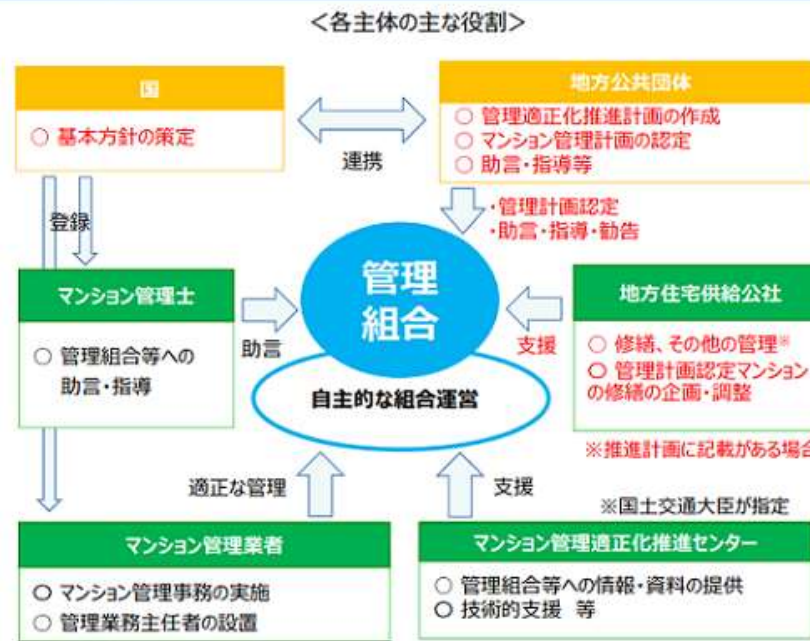 ＜各主体の主な役割＞
国
○ 基本方針の策定
連携
地方公共団体
○ 管理適正化推進計画の作成
○ マンション管理計画の認定
○ 助言・指導等
・管理計画認定
・助言・指導・勧告
登録
マンション管理士
○ 管理組合等への
助言・指導
助言
管理
組合
自主的な組合運営
支援
地方住宅供給公社
○ 修繕、その他の管理※
○ 管理計画認定マンション
の修繕の企画・調整
※推進計画に記載がある場合
適正な管理
支援
※国土交通大臣が指定
マンション管理業者
○ マンション管理事務の実施
○ 管理業務主任者の設置
マンション管理適正化推進センター
○ 管理組合等への情報・資料の提供
○ 技術的支援 等